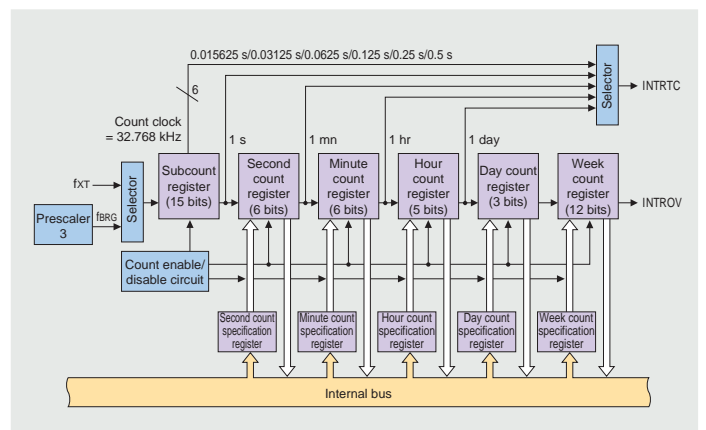 0.015625 s/0.03125 s/0.0625 s/0.125 s/0.25 s/0.5 s
6
Selector
INTRTC
Count clock
= 32.768 kHz
1 s
1 mn
1 hr
1 day
fXT
Prescaler
3
fBRG
Selector
Subcount
register
(15 bits)
Second
count
register
(6 bits)
Minute
count
register
(6 bits)
Hour
count
register
(5 bits)
Day count
register
(3 bits)
Week
count
register
(12 bits)
INTROV
Count enable/
disable circuit
Second count
specification
register
Minute count
specification
register
Hour count
specification
register
Day count
specification
register
Week count
specification
register
Internal bus